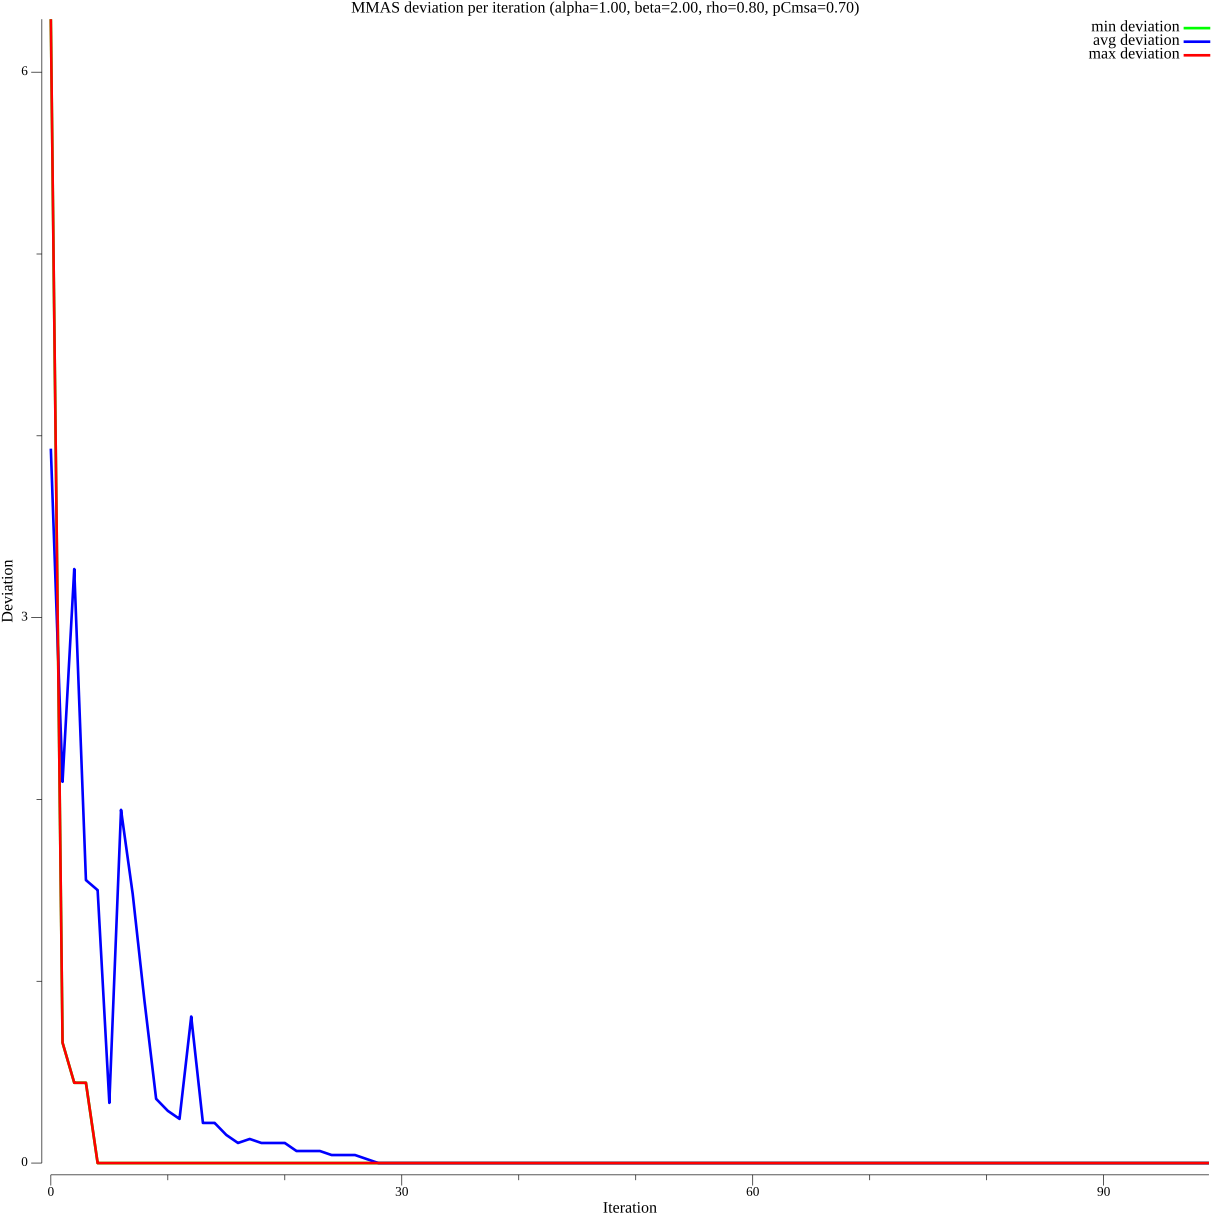 MMAS deviation per iteration (alpha=1.00, beta=2.00, rho=0.80, pCmsa=0.70)
min deviation
avg deviation
max deviation
6
3
0
Deviation
0 30 60 90
Iteration